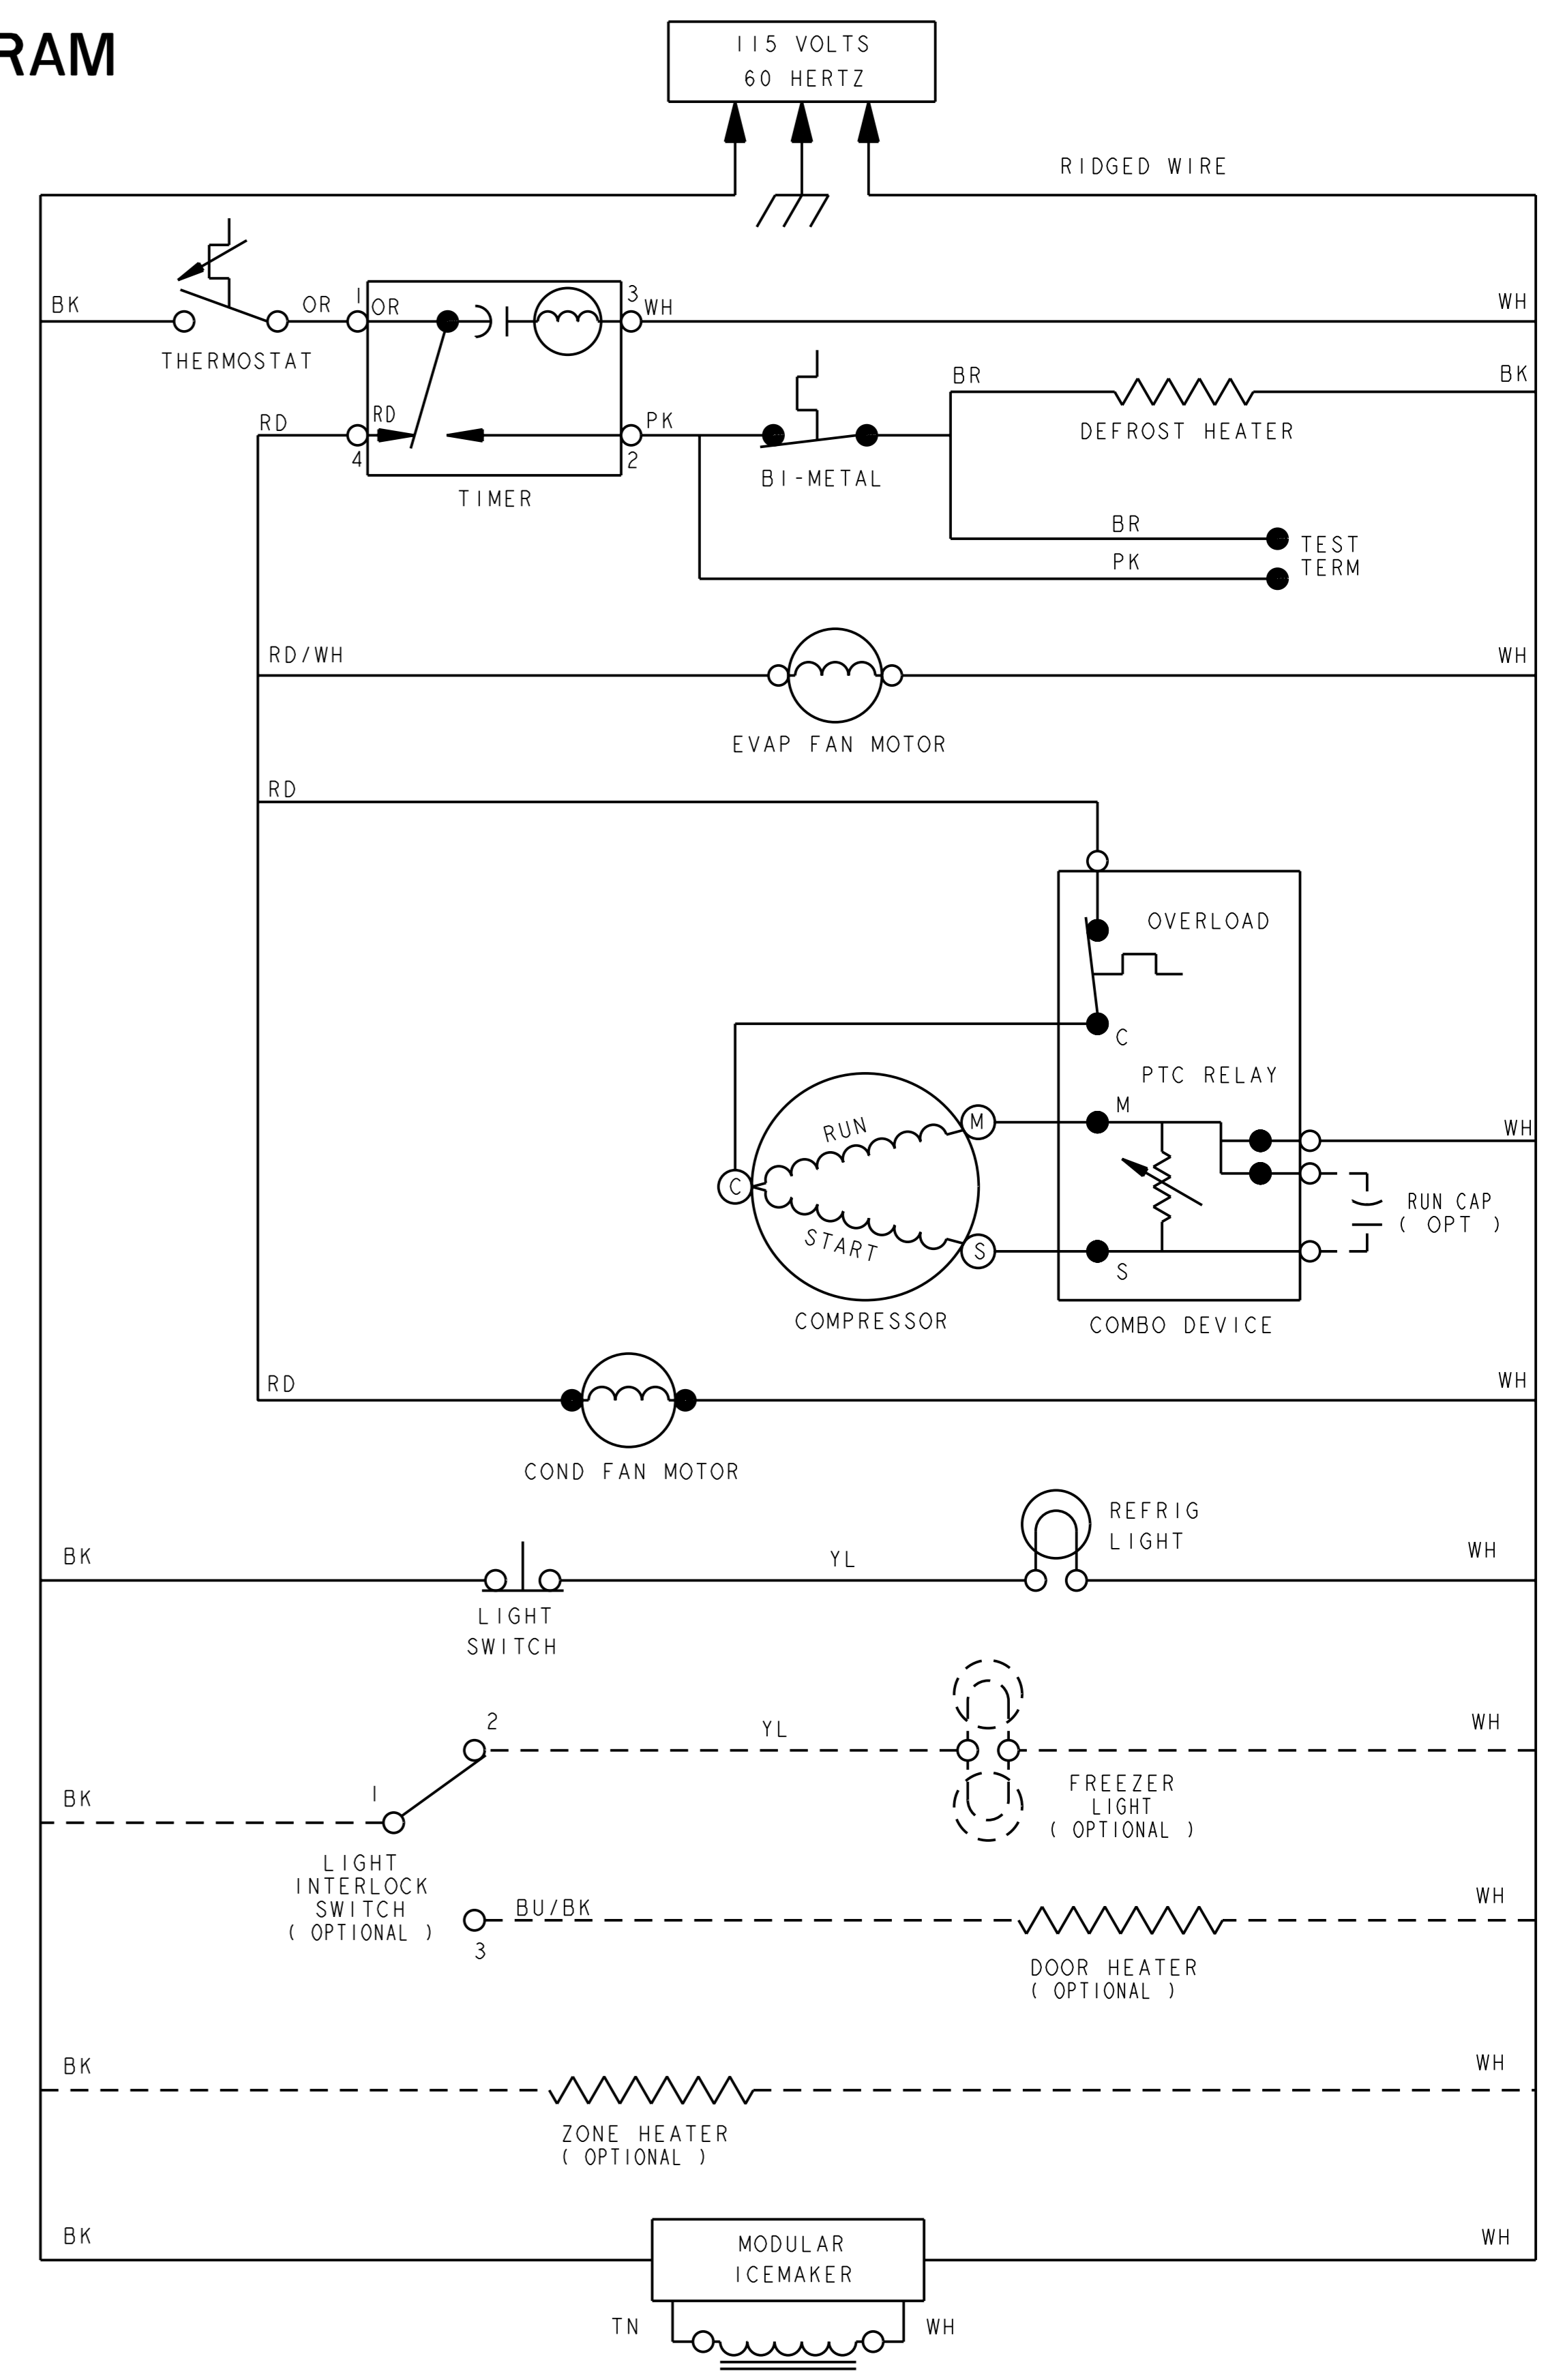 RAM
115 VOLTS
60 HERTZ
RIDGED WIRE
BK
OR
1
OR
3
WH
WH
THERMOSTAT
RD
RD
4
PK
2
BR
BK
DEFROST HEATER
BI-METAL
TIMER
BR
TEST
PK
TERM
RD/WH
WH
EVAP FAN MOTOR
RD
OVERLOAD
C
PTC RELAY
M
RUN
M
WH
C
RUN CAP
( OPT )
START
S
S
COMPRESSOR
COMBO DEVICE
RD
WH
COND FAN MOTOR
REFRIG
LIGHT
BK
YL
WH
LIGHT
SWITCH
2
YL
WH
1
BK
FREEZER
LIGHT
( OPTIONAL )
LIGHT
INTERLOCK
SWITCH
( OPTIONAL )
BU/BK
WH
3
DOOR HEATER
( OPTIONAL )
BK
WH
ZONE HEATER
( OPTIONAL )
BK
MODULAR
ICEMAKER
WH
TN
WH